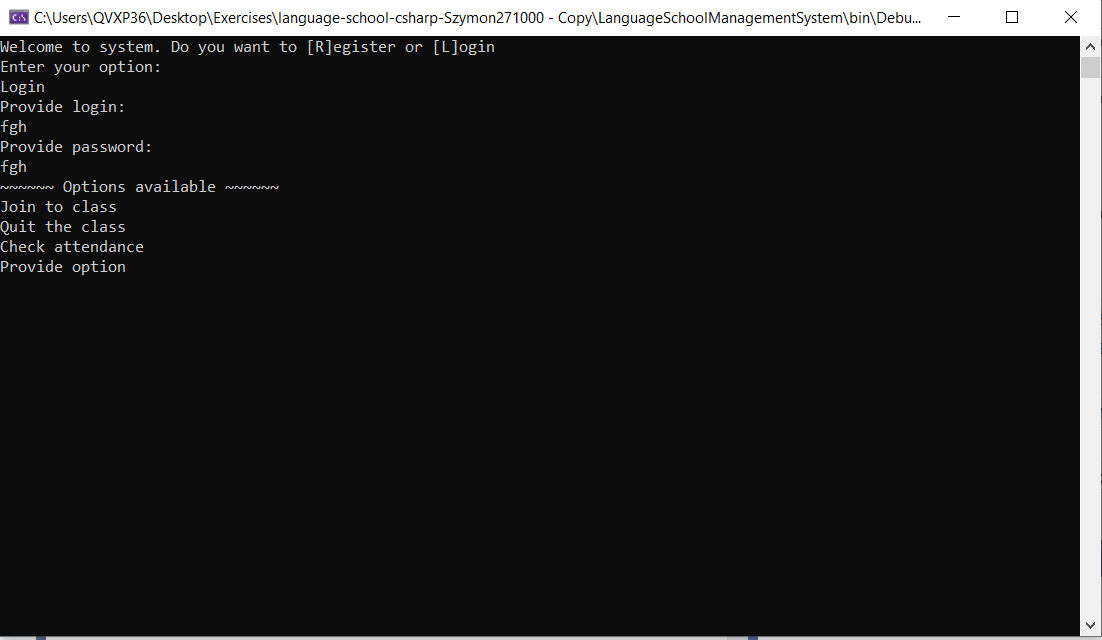 C:\Users\QVXP36\Desktop\Exercises\language-school-csharp-Szymon271000 - Copy\LanguageSchoolManagementSystem\bin\Debu...
Welcome to system. Do you want to [R]egister or [L]ogin
Enter your option:
Login
Provide login:
fgh
Provide password:
fgh
~~~~~~ Options available ~~~~~~
Join to class
Quit the class
Check attendance
Provide option